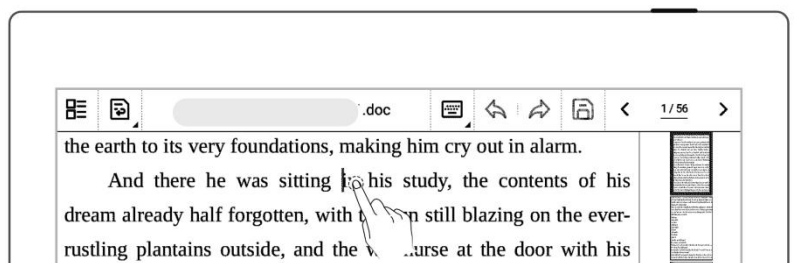 .doc
1 / 56
the earth to its very foundations, making him cry out in alarm.
And there he was sitting in his study, the contents of his
dream already half forgotten, with still blazing on the ever-
rustling plantains outside, and the at the door with his